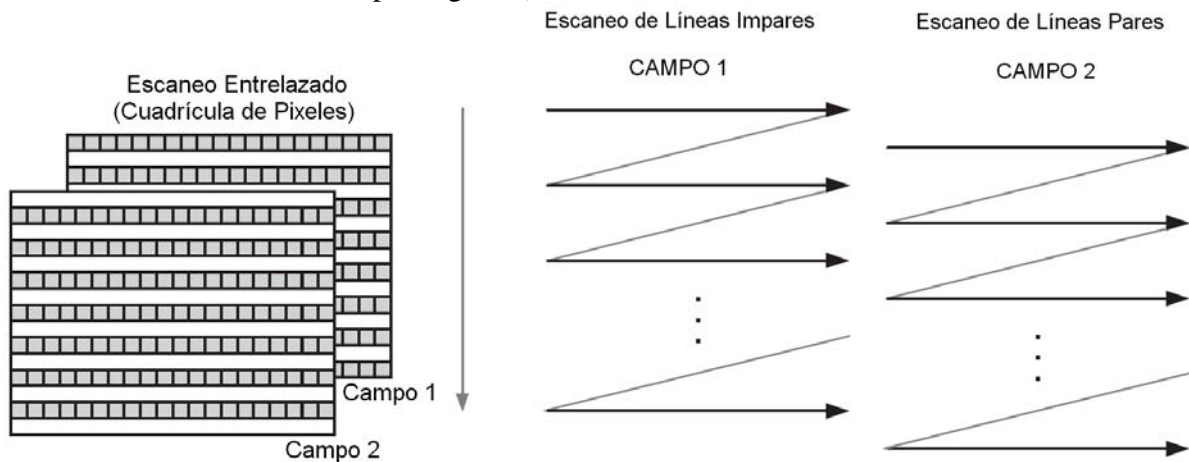 Escaneo de Líneas Impares
Escaneo de Líneas Pares
CAMPO 1
CAMPO 2
Escaneo Entrelazado
(Cuadrícula de Pixeles)
Campo 1
Campo 2